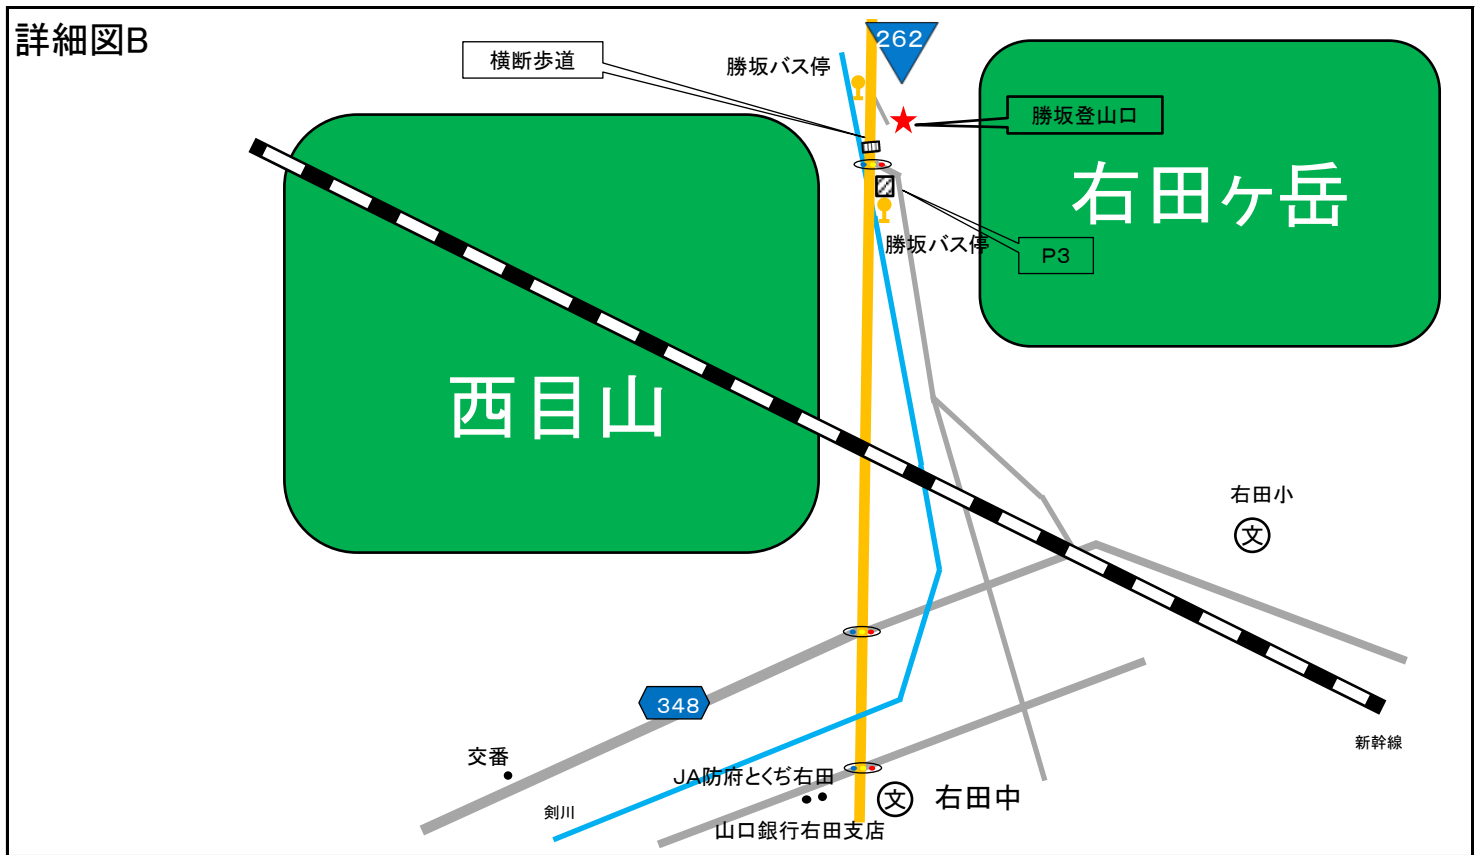 詳細図B
262
横断歩道
勝坂バス停
勝坂登山口
右田ヶ岳
勝坂バス停
P3
西目山
右田小
文
348
新幹線
交番
JA防府とくぢ右田
文
右田中
剣川
山口銀行右田支店